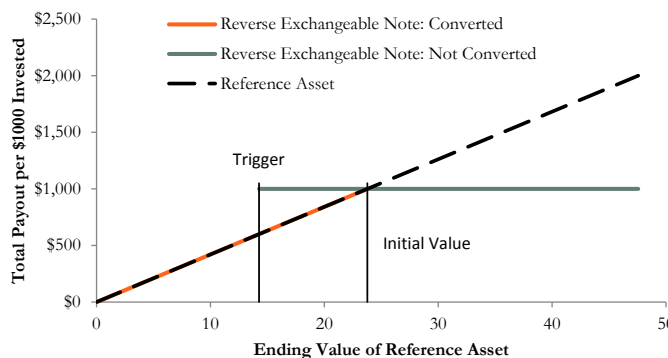 $2,500
$2,000
$1,500
$1,000
$500
$0
Total Payout per $1000 Invested
Reverse Exchangeable Note: Converted
Reverse Exchangeable Note: Not Converted
Reference Asset
Trigger
Initial Value
0 10 20 30 40 50
Ending Value of Reference Asset